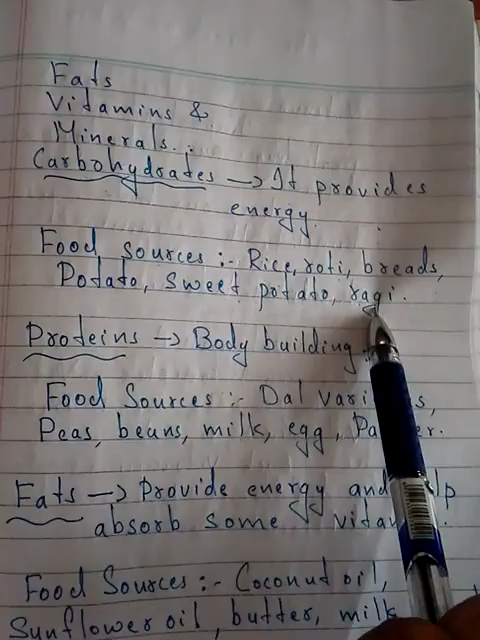 Fats
Vitamins &
Minerals.
Carbohydrates → It provides
energy.
Food sources :- Rice, roti, breads,
Potato, sweet potato, ragi.
Proteins → Body building.
Food Sources :- Dal
Peas, beans, milk, egg,
Fats → Provide energy and
absorb some
Food Sources :- Coconut oil,
Sunflower oil, butter, milk